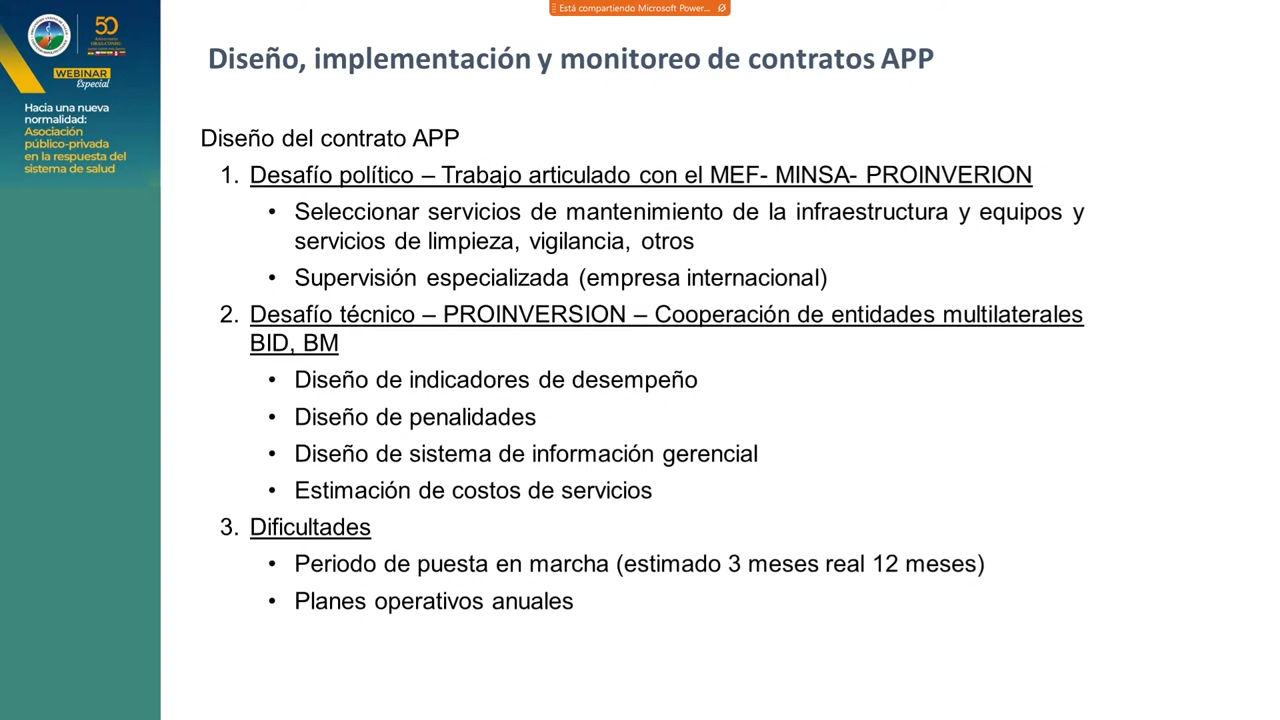 Está compartiendo Microsoft Power...
50
WEBINAR
Especial
Hacia una nueva
normalidad:
Asociación
público-privada
en la respuesta del
sistema de salud
Diseño, implementación y monitoreo de contratos APP
Diseño del contrato APP
1. Desafío político – Trabajo articulado con el MEF- MINSA- PROINVERION
• Seleccionar servicios de mantenimiento de la infraestructura y equipos y
servicios de limpieza, vigilancia, otros
• Supervisión especializada (empresa internacional)
2. Desafío técnico – PROINVERSION – Cooperación de entidades multilaterales
BID, BM
• Diseño de indicadores de desempeño
• Diseño de penalidades
• Diseño de sistema de información gerencial
• Estimación de costos de servicios
3. Dificultades
• Periodo de puesta en marcha (estimado 3 meses real 12 meses)
• Planes operativos anuales